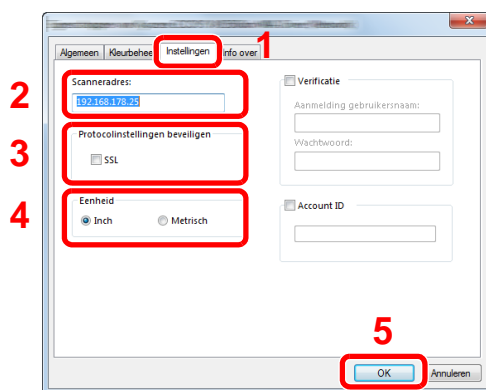 1
Algemeen Kleurbehee Instellingen nfo over
2
Scanneradres:
192.168.178.25
3
Protocolinstellingen beveiligen
SSL
4
Eenheid
Inch Metrisch
Verificatie
Aanmelding gebruikersnaam:
Wachtwoord:
Account ID
5
OK Annuleren